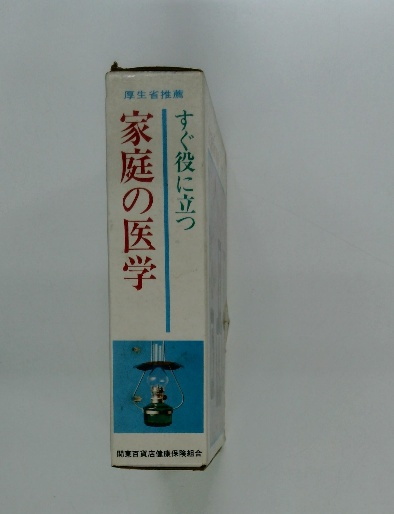 厚生省推薦
すぐ役に立つ
家庭の医学
関東百貨店健康保険組合